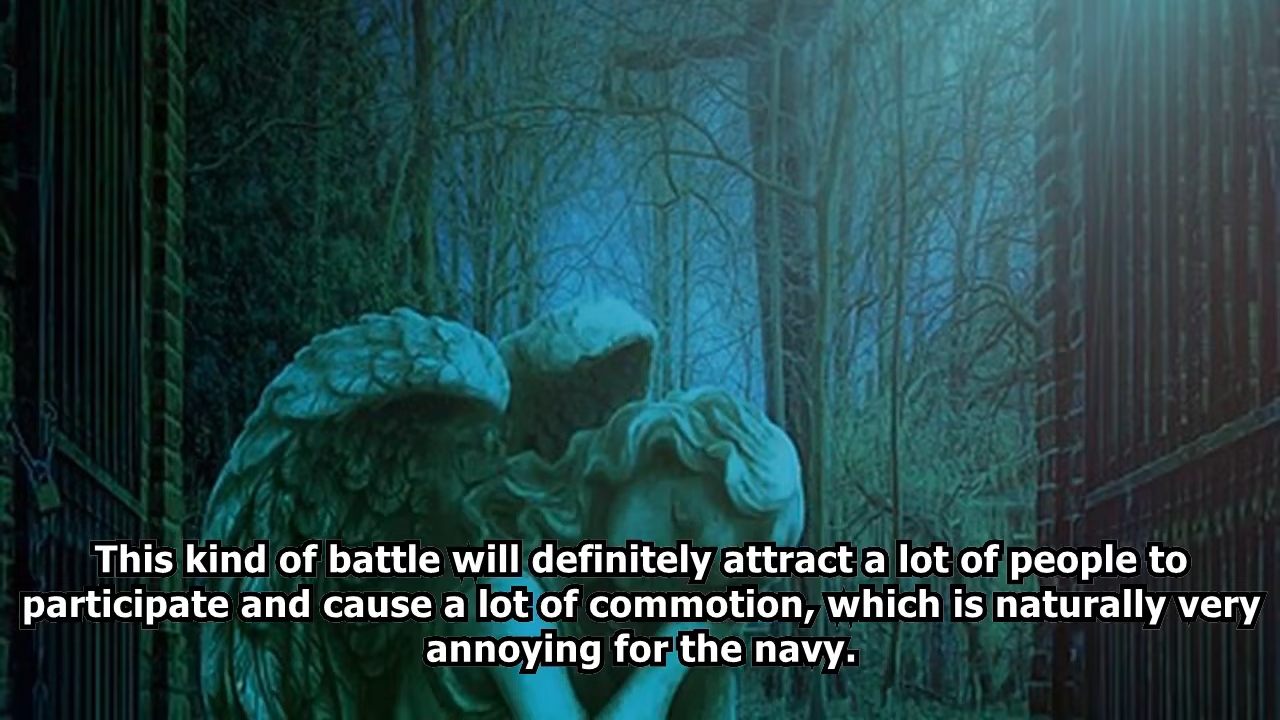 This kind of battle will definitely attract a lot of people to
participate and cause a lot of commotion, which is naturally very
annoying for the navy.